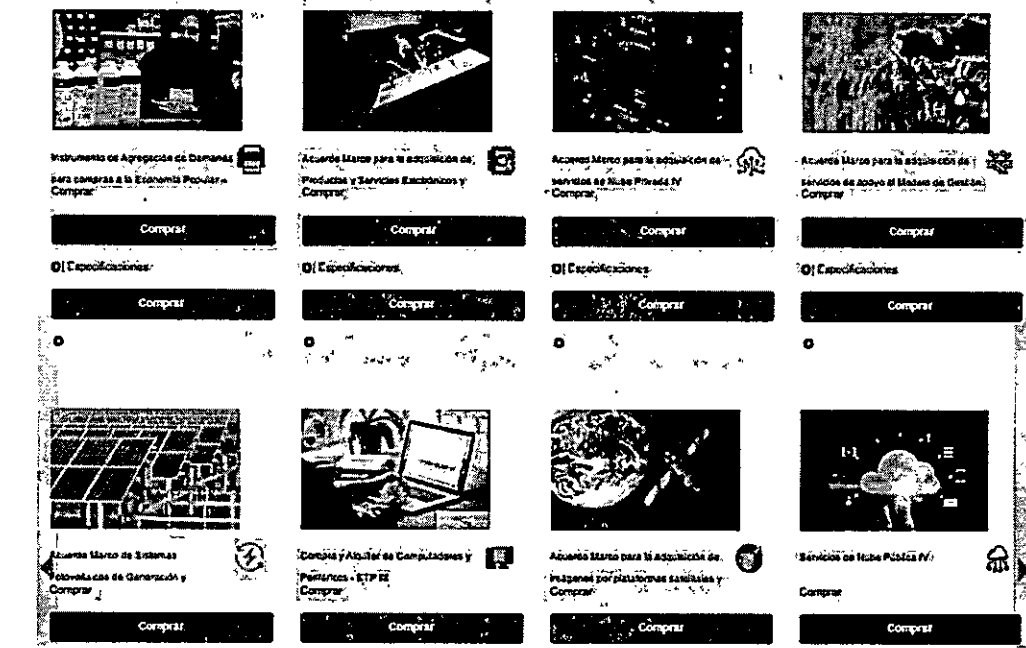 Instrumento de Agregación de Demanda
para compras a la Economía Popular -
Comprar
Comprar
O| Especificaciones
Comprar
O
Acuerdo Marco para la adquisición de
Productos y Servicios Electrónicos y
Comprar
Comprar
O| Especificaciones
Comprar
O
Acuerdo Marco para la adquisición de
servicios de Nube Privada IV
Comprar
Comprar
O| Especificaciones
Comprar
O
Acuerdo Marco para la adquisición de
servicios de apoyo al Modelo de Gestión
Comprar
Comprar
O| Especificaciones
Comprar
O
Acuerdo Marco de Sistemas
Fotovoltaicos de Generación y
Comprar
Comprar
Compra y Alquiler de Computadores y
Periféricos - ETP III
Comprar
Comprar
Acuerdo Marco para la adquisición de
imágenes por plataformas satelitales y
Comprar
Comprar
Servicios de Nube Pública IV
Comprar
Comprar